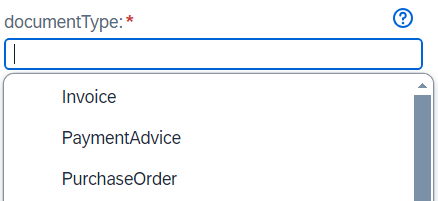 documentType:*
Invoice
PaymentAdvice
PurchaseOrder